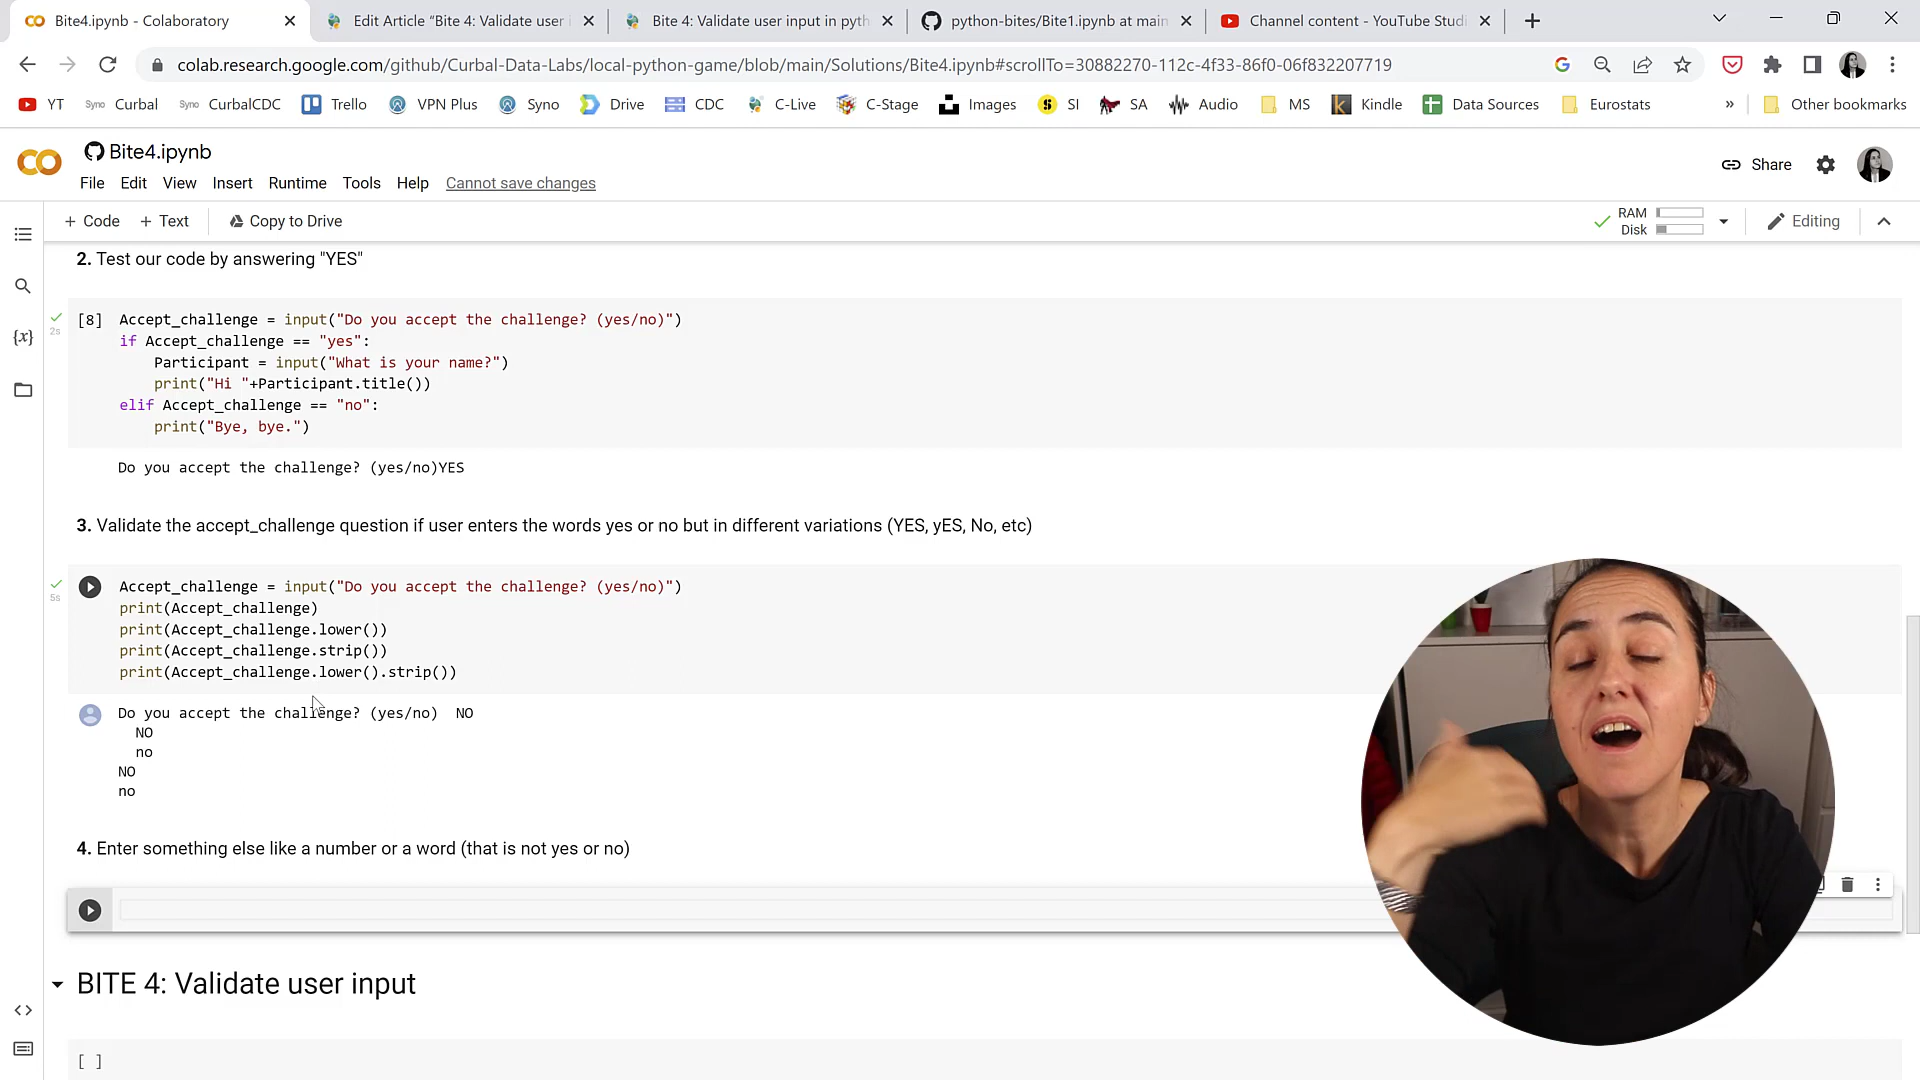 Bite4.ipynb - Colaboratory
Edit Article "Bite 4: Validate user i
Bite 4: Validate user input in pyth
python-bites/Bite1.ipynb at main
Channel content - YouTube Studi
colab.research.google.com/github/Curbal-Data-Labs/local-python-game/blob/main/Solutions/Bite4.ipynb#scrollTo=30882270-112c-4f33-86f0-06f832207719
YT Syno Curbal Syno CurbalCDC Trello VPN Plus Syno Drive CDC C-Live C-Stage Images SI SA Audio MS Kindle Data Sources Eurostats » Other bookmarks
Bite4.ipynb
Share
File Edit View Insert Runtime Tools Help Cannot save changes
+ Code + Text Copy to Drive
RAM
Disk
Editing
2. Test our code by answering "YES"
[8] Accept_challenge = input("Do you accept the challenge? (yes/no)")
2s
if Accept_challenge == "yes":
Participant = input("What is your name?")
print("Hi "+Participant.title())
elif Accept_challenge == "no":
print("Bye, bye.")
Do you accept the challenge? (yes/no)YES
3. Validate the accept_challenge question if user enters the words yes or no but in different variations (YES, yES, No, etc)
Accept_challenge = input("Do you accept the challenge? (yes/no)")
5s
print(Accept_challenge)
print(Accept_challenge.lower())
print(Accept_challenge.strip())
print(Accept_challenge.lower().strip())
Do you accept the challenge? (yes/no)  NO
NO
no
NO
no
4. Enter something else like a number or a word (that is not yes or no)
BITE 4: Validate user input
[ ]